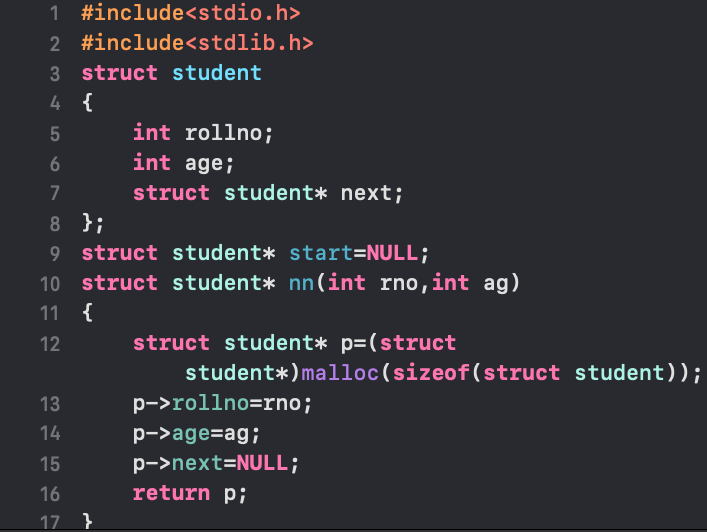 1 #include<stdio.h>
2 #include<stdlib.h>
3 struct student
4 {
5     int rollno;
6     int age;
7     struct student* next;
8 };
9 struct student* start=NULL;
10 struct student* nn(int rno,int ag)
11 {
12     struct student* p=(struct
        student*)malloc(sizeof(struct student));
13     p->rollno=rno;
14     p->age=ag;
15     p->next=NULL;
16     return p;
17 }